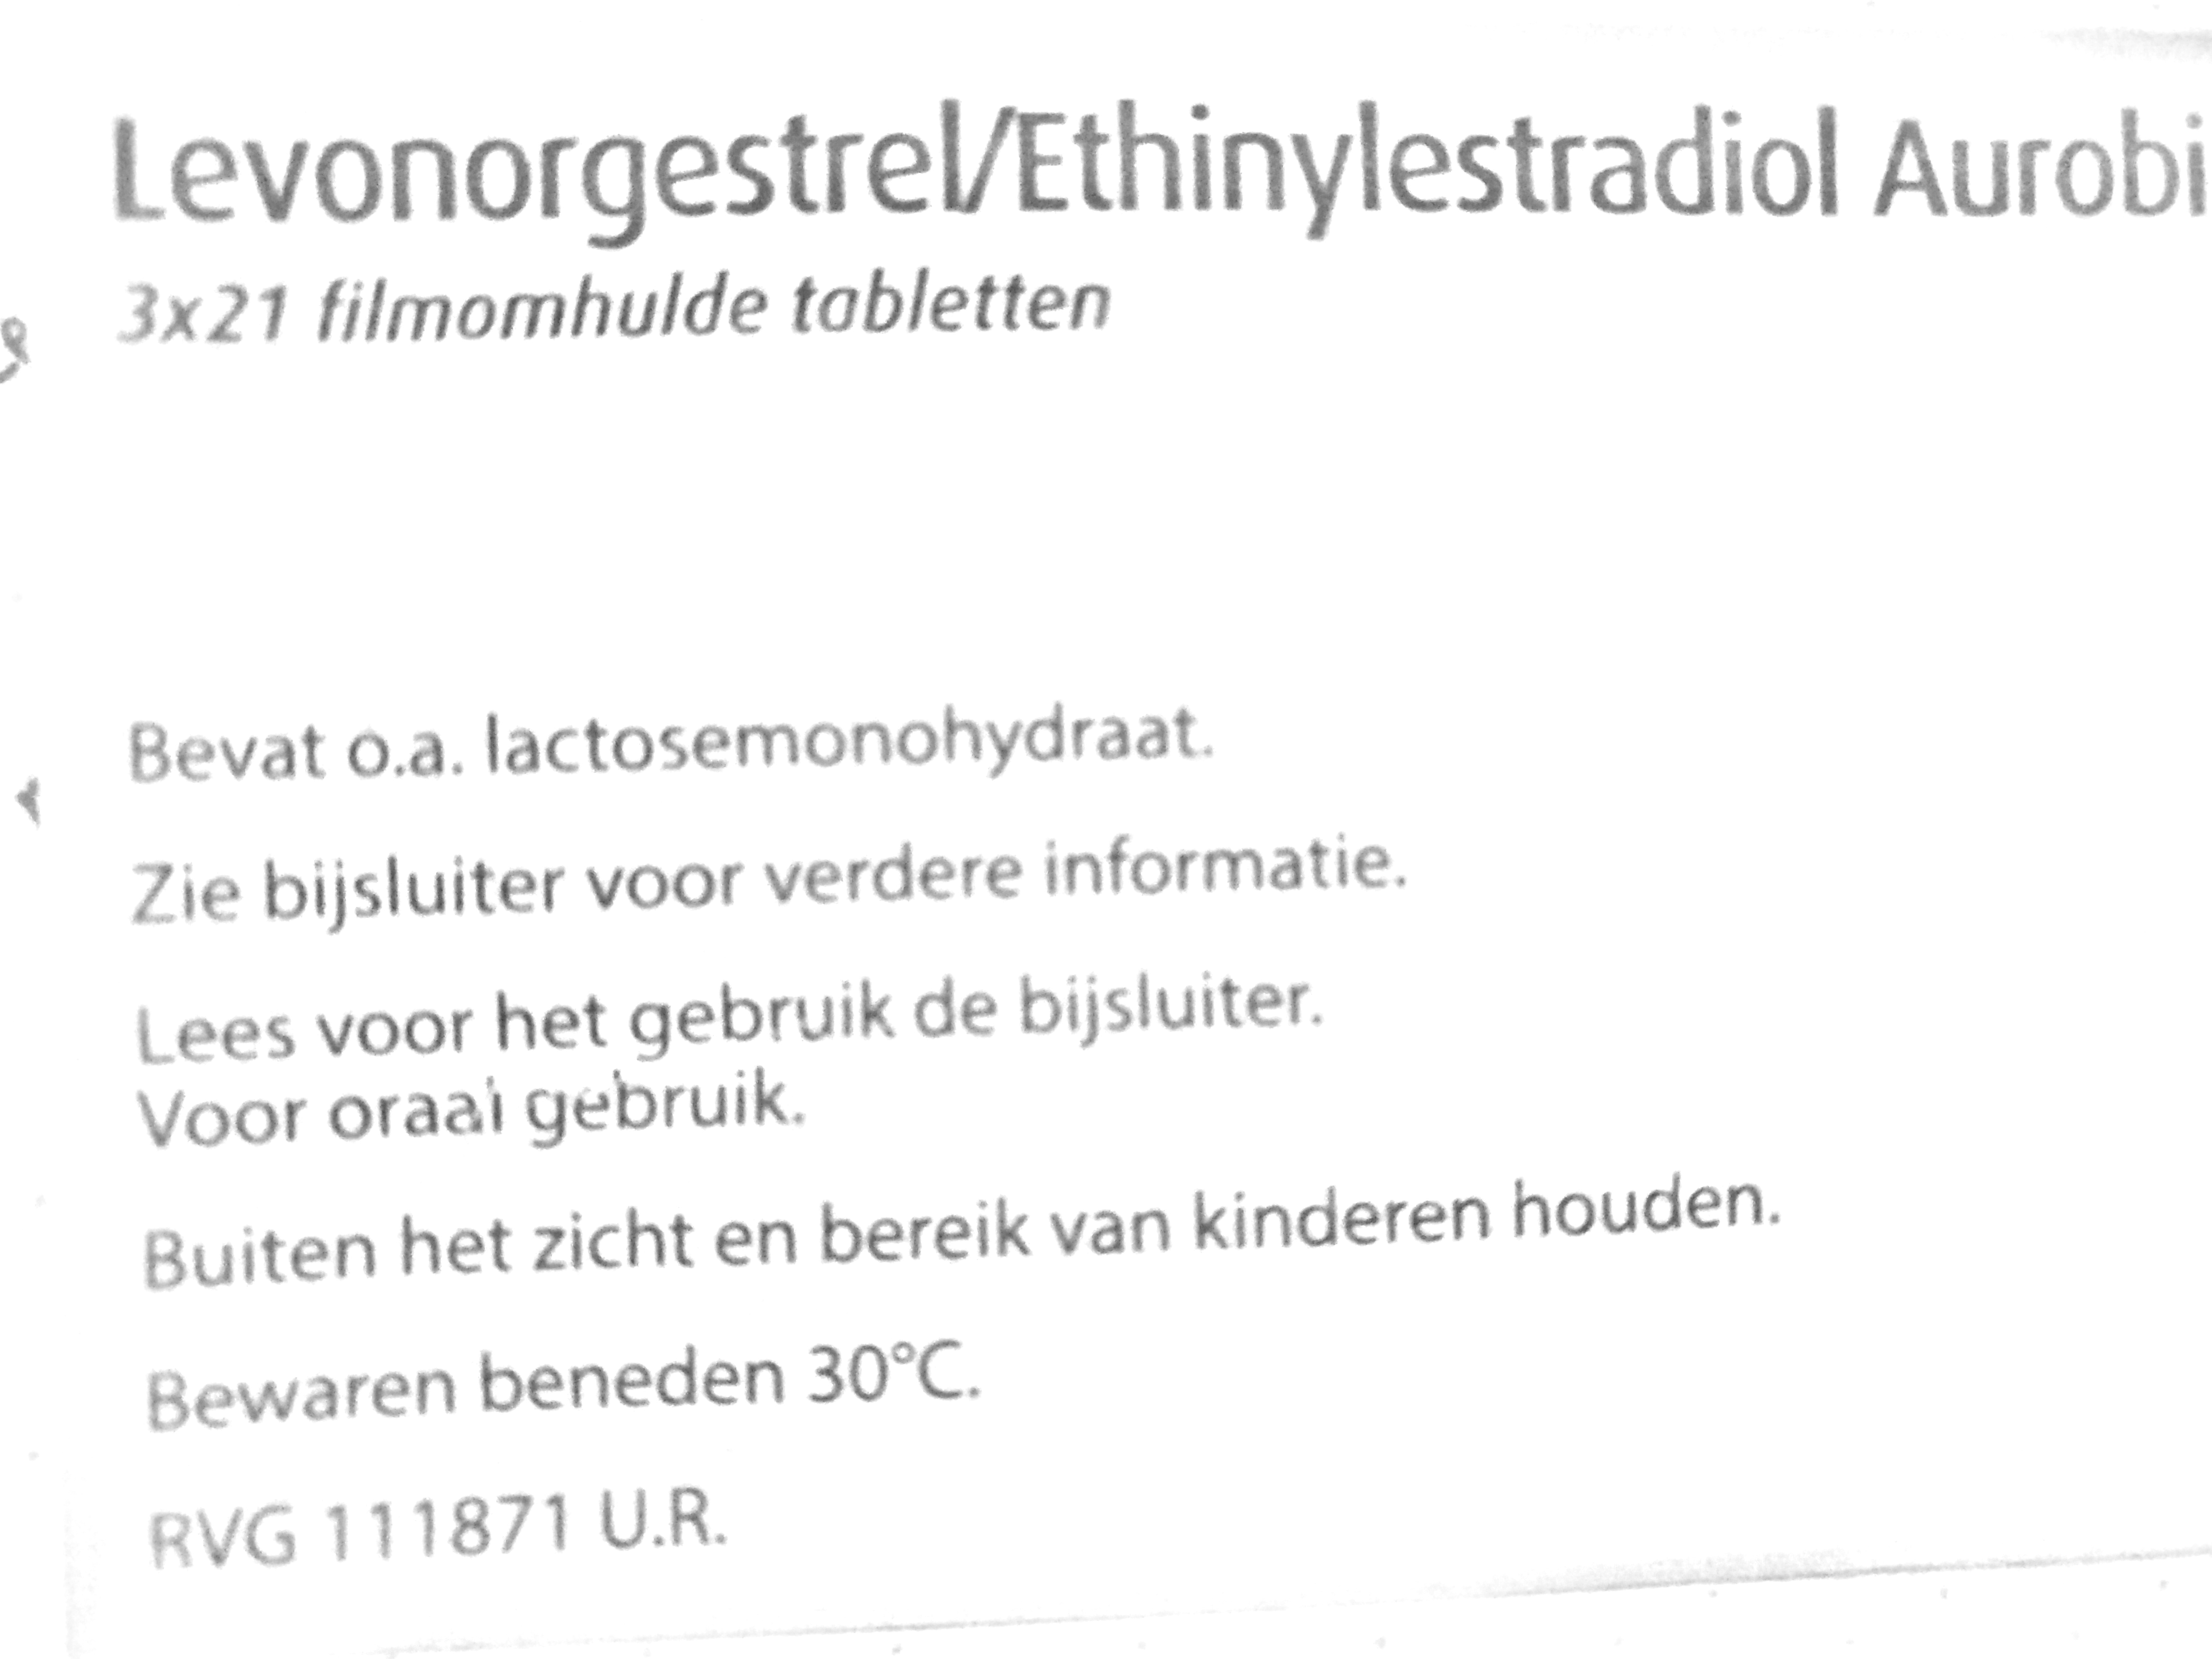 Levonorgestrel/Ethinylestradiol Aurobi
3x21 filmomhulde tabletten
Bevat o.a. lactosemonohydraat.
Zie bijsluiter voor verdere informatie.
Lees voor het gebruik de bijsluiter.
Voor oraal gebruik.
Buiten het zicht en bereik van kinderen houden.
Bewaren beneden 30°C.
RVG 111871 U.R.